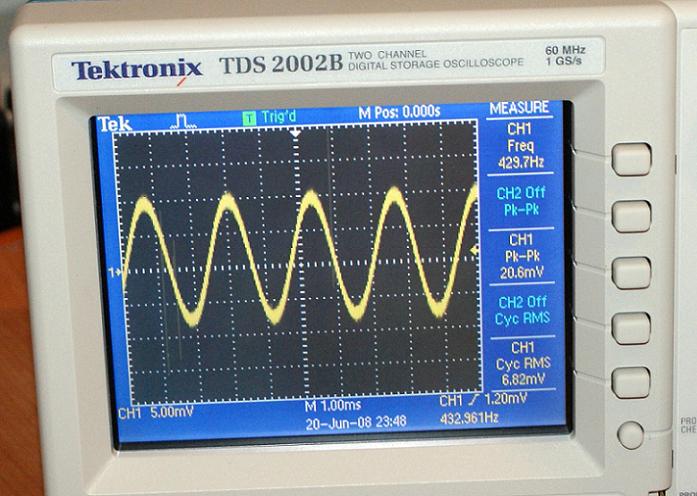 Tektronix TDS 2002B TWO CHANNEL DIGITAL STORAGE OSCILLOSCOPE 60 MHz 1 GS/s
Tek T Trig'd M Pos: 0.000s MEASURE
CH1
Freq
429.7Hz
CH2 Off
Pk-Pk
CH1
Pk-Pk
20.6mV
CH2 Off
Cyc RMS
CH1
Cyc RMS
6.82mV
1
CH1 5.00mV M 1.00ms CH1 1.20mV
20-Jun-08 23:48 432.961Hz